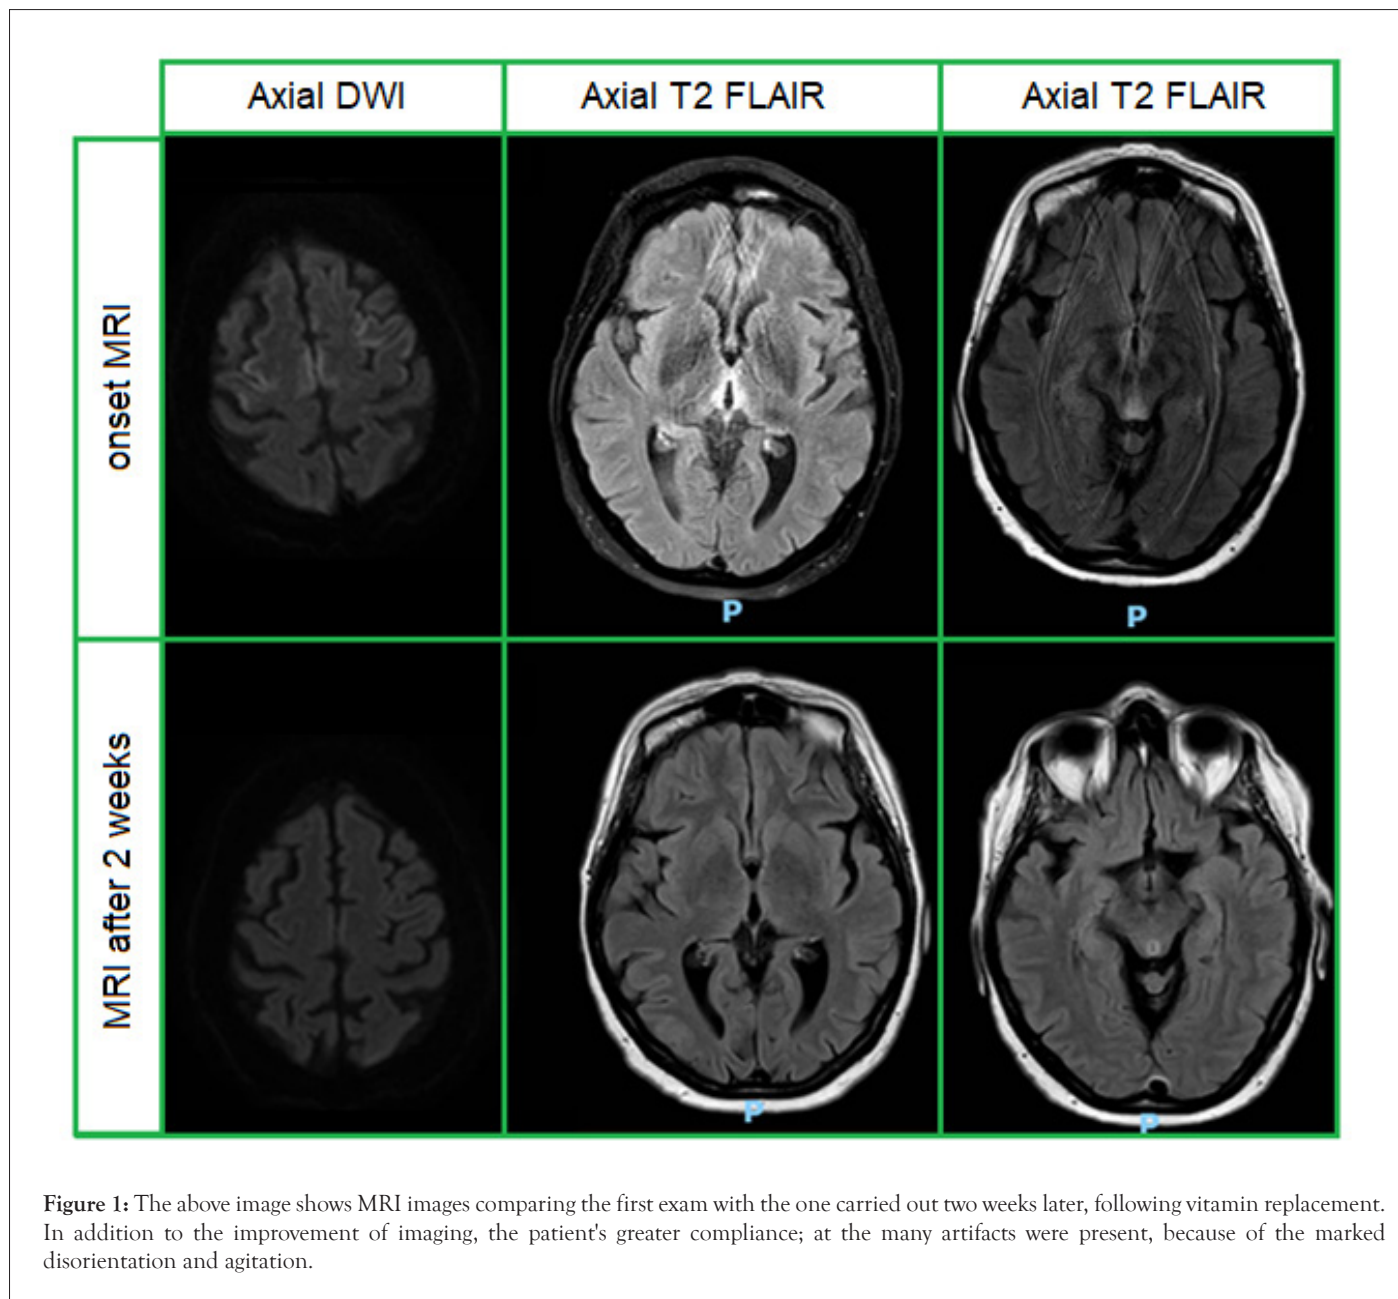 Axial DWI
Axial T2 FLAIR
Axial T2 FLAIR
onset MRI
P
P
MRI after 2 weeks
P
P
Figure 1: The above image shows MRI images comparing the first exam with the one carried out two weeks later, following vitamin replacement.
In addition to the improvement of imaging, the patient's greater compliance; at the many artifacts were present, because of the marked
disorientation and agitation.